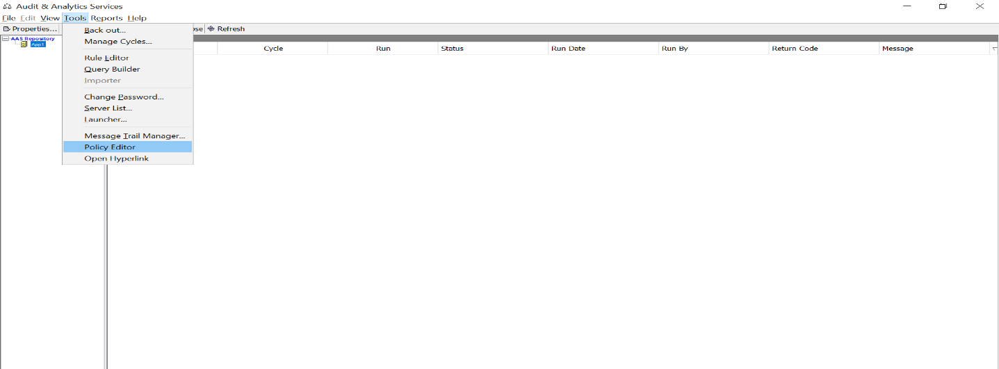 Audit & Analytics Services
File Edit View Tools Reports Help
Properties... ose Refresh
AAS Repository
App1
Back out...
Manage Cycles...
Rule Editor
Query Builder
Importer
Change Password...
Server List...
Launcher...
Message Trail Manager...
Policy Editor
Open Hyperlink
Cycle Run Status Run Date Run By Return Code Message